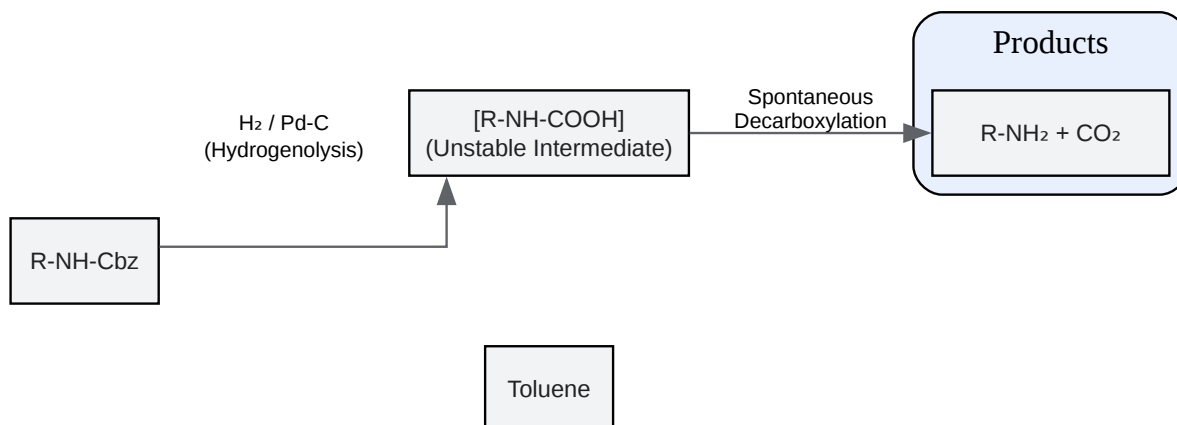 Products
H₂ / Pd-C
(Hydrogenolysis)
[R-NH-COOH]
(Unstable Intermediate)
Spontaneous
Decarboxylation
R-NH₂ + CO₂
R-NH-Cbz
Toluene